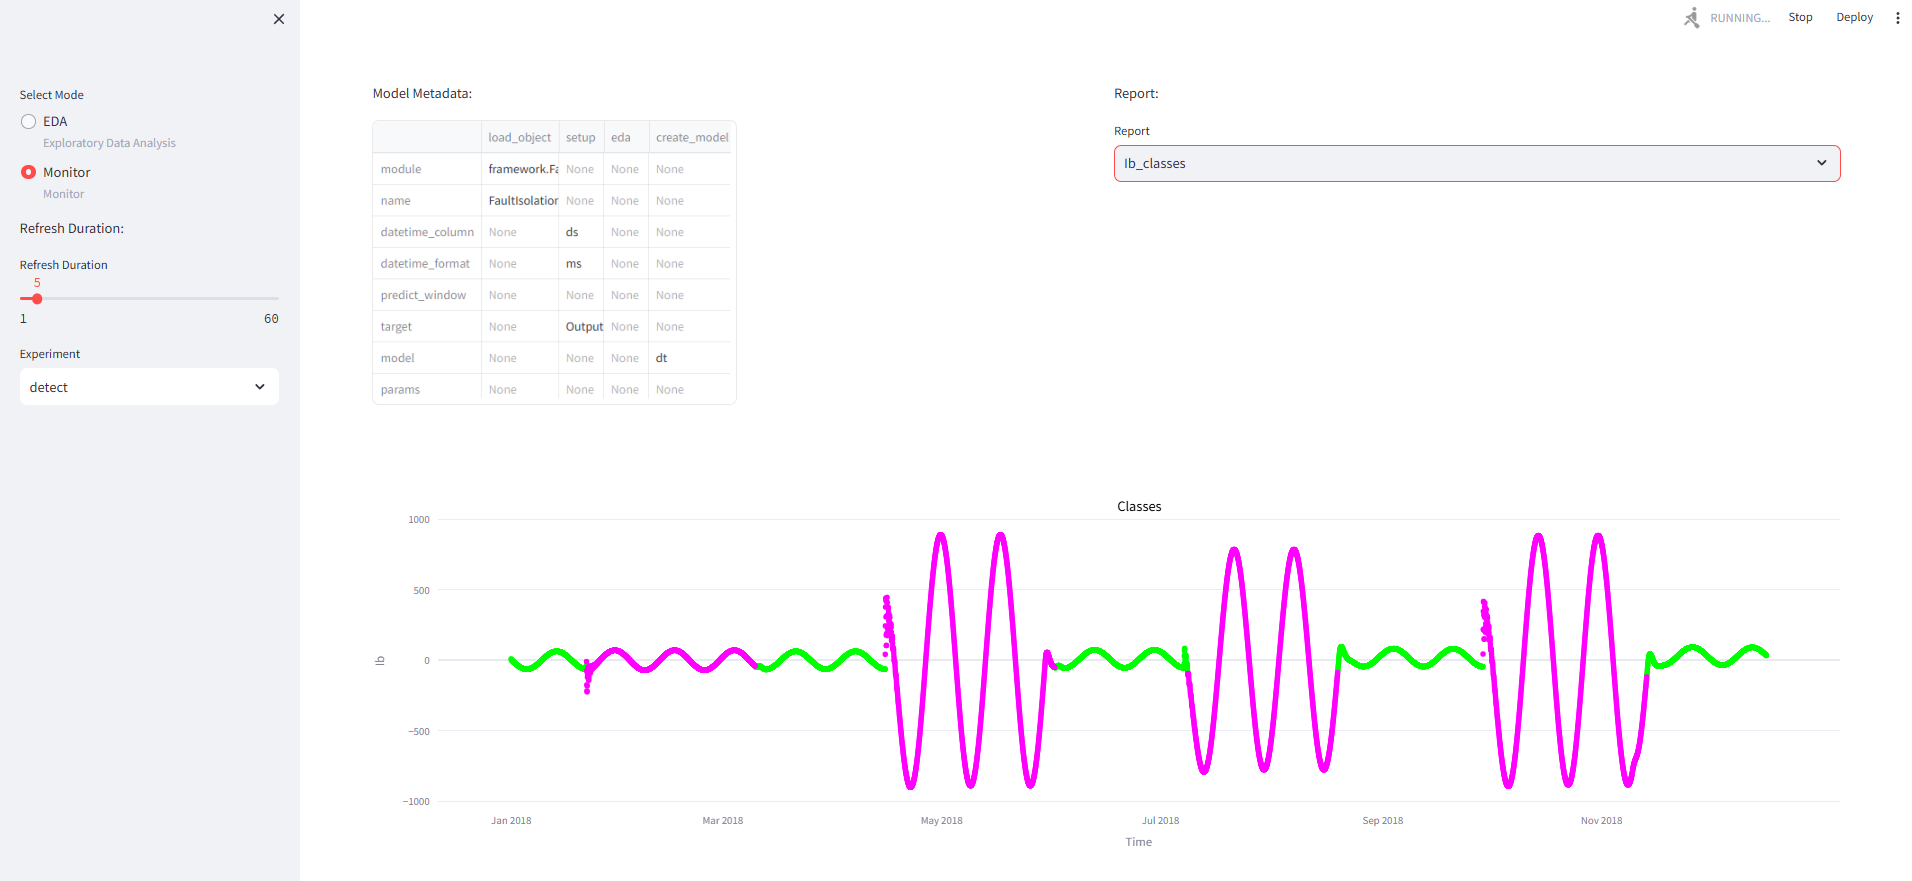 RUNNING...
Stop
Deploy
Select Mode
EDA
Exploratory Data Analysis
Monitor
Monitor
Refresh Duration:
Refresh Duration
5
1 60
Experiment
detect
Model Metadata:
load_object setup eda create_model
module framework.Fa None None None
name FaultIsolation None None None
datetime_column None ds None None
datetime_format None ms None None
predict_window None None None None
target None Output None None
model None None None dt
params None None None None
Report:
Report
Ib_classes
Classes
1000
500
0
−500
−1000
Ib
Jan 2018 Mar 2018 May 2018 Jul 2018 Sep 2018 Nov 2018
Time